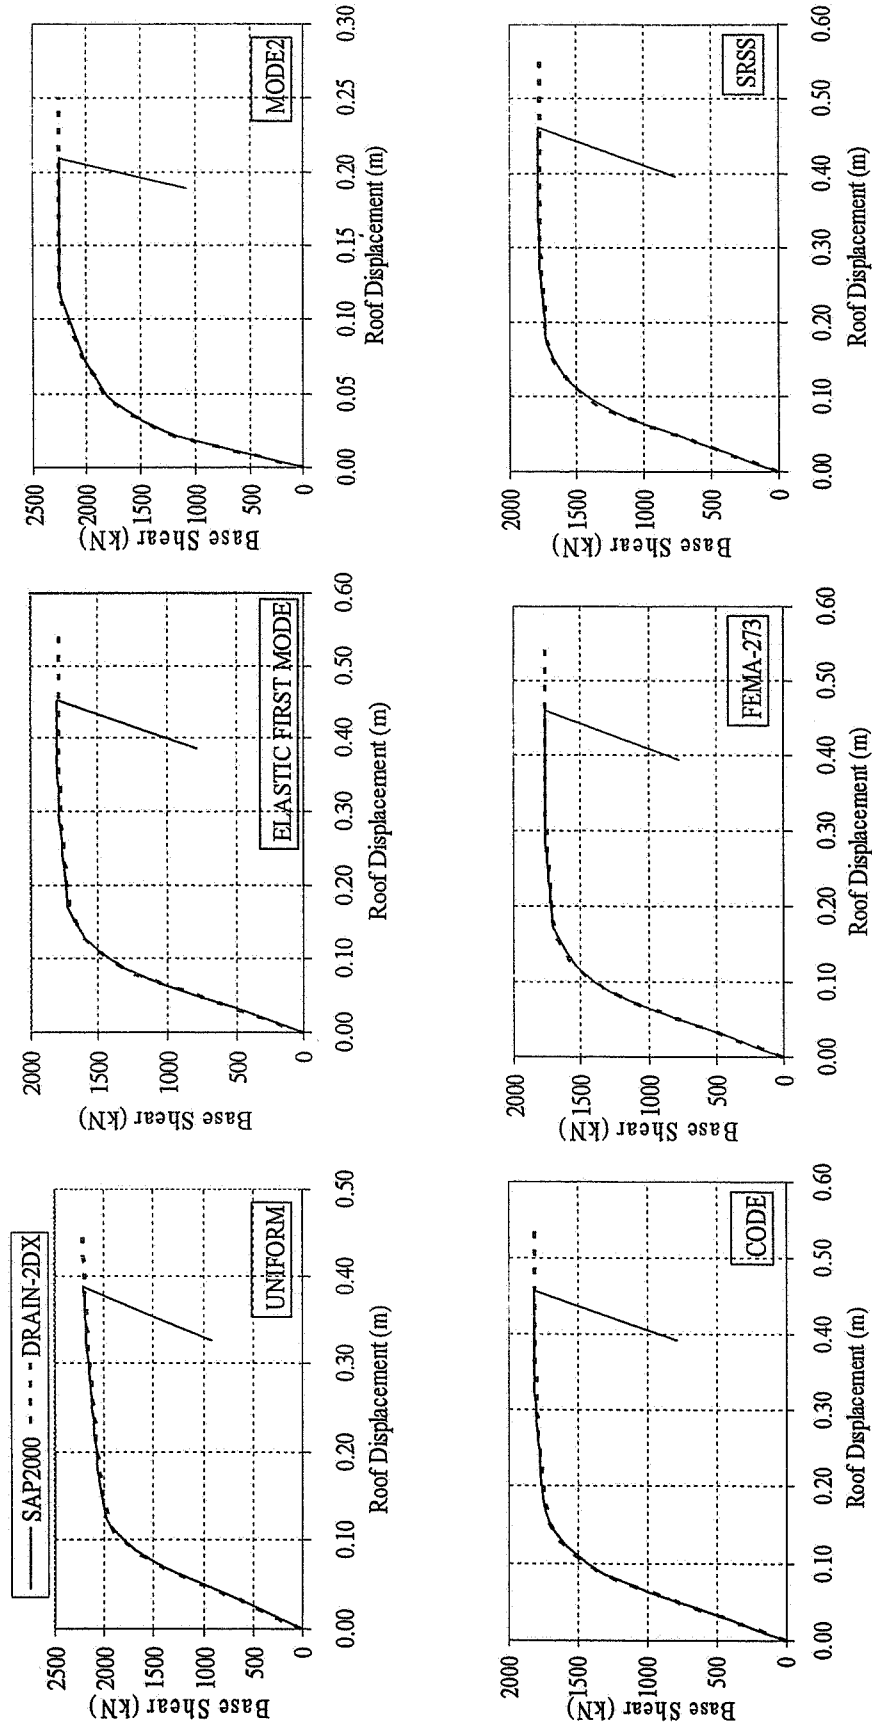 SAP2000 DRAIN-2DX
2500
2000
1500
1000
500
0
Base Shear (kN)
0.00 0.10 0.20 0.30 0.40 0.50
Roof Displacement (m)
UNIFORM
2000
1500
1000
500
0
Base Shear (kN)
0.00 0.10 0.20 0.30 0.40 0.50 0.60
Roof Displacement (m)
ELASTIC FIRST MODE
2500
2000
1500
1000
500
0
Base Shear (kN)
0.00 0.05 0.10 0.15 0.20 0.25 0.30
Roof Displacement (m)
MODE2
2000
1500
1000
500
0
Base Shear (kN)
0.00 0.10 0.20 0.30 0.40 0.50 0.60
Roof Displacement (m)
CODE
2000
1500
1000
500
0
Base Shear (kN)
0.00 0.10 0.20 0.30 0.40 0.50 0.60
Roof Displacement (m)
FEMA-273
2000
1500
1000
500
0
Base Shear (kN)
0.00 0.10 0.20 0.30 0.40 0.50 0.60
Roof Displacement (m)
SRSS